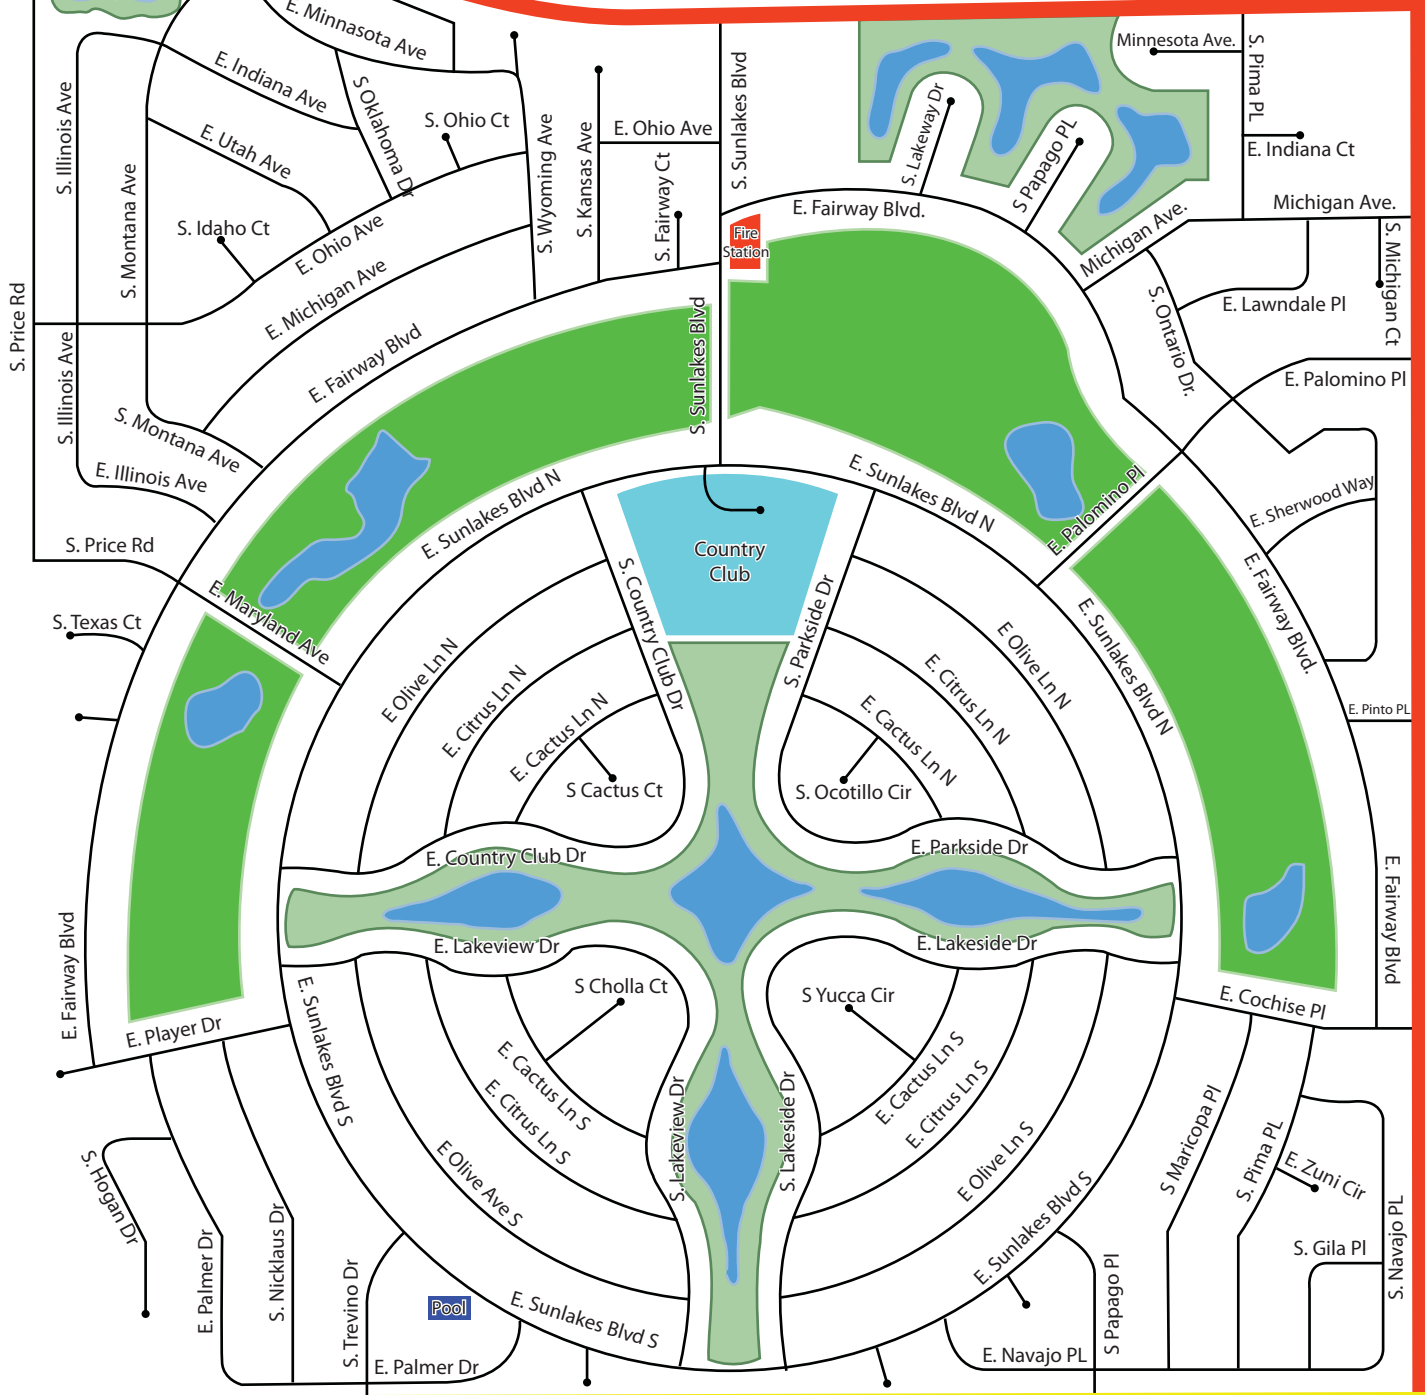 E. Minnasota Ave
S. Sunlakes Blvd
Minnesota Ave.
S. Pima PL
E. Indiana Ave
S. Illinois Ave
S Oklahoma Dr
S. Ohio Ct
E. Ohio Ave
S. Lakeway Dr
S Papago PL
E. Indiana Ct
E. Utah Ave
S. Wyoming Ave
S. Kansas Ave
S. Fairway Ct
S. Montana Ave
S. Idaho Ct
E. Ohio Ave
E. Fairway Blvd.
Michigan Ave.
Michigan Ave.
Fire
Station
S. Michigan Ct
E. Michigan Ave
S. Price Rd
E. Lawndale Pl
S. Ontario Dr.
S. Illinois Ave
E. Fairway Blvd
S. Sunlakes Blvd
E. Palomino Pl
S. Montana Ave
E. Illinois Ave
E. Sunlakes Blvd N
E. Sunlakes Blvd N
E. Palomino Pl
E. Sherwood Way
S. Price Rd
Country
Club
E. Maryland Ave
S. Country Club Dr
S. Parkside Dr
E. Fairway Blvd.
S. Texas Ct
E Olive Ln N
E. Citrus Ln N
E. Cactus Ln N
S Cactus Ct
E Olive Ln N
E. Citrus Ln N
E. Cactus Ln N
S. Ocotillo Cir
E. Sunlakes Blvd N
E. Pinto PL
E. Country Club Dr
E. Parkside Dr
E. Fairway Blvd
E. Fairway Blvd
E. Lakeview Dr
E. Lakeside Dr
S Cholla Ct
S Yucca Cir
E. Cochise Pl
E. Player Dr
E. Sunlakes Blvd S
E. Cactus Ln S
E. Citrus Ln S
E Olive Ave S
S. Lakeview Dr
S. Lakeside Dr
E. Cactus Ln S
E. Citrus Ln S
E Olive Ln S
E. Sunlakes Blvd S
S Maricopa Pl
S. Pima PL
E. Zuni Cir
S. Hogan Dr
E. Palmer Dr
S. Nicklaus Dr
S. Trevino Dr
Pool
E. Sunlakes Blvd S
S Papago Pl
S. Gila Pl
S. Navajo PL
E. Palmer Dr
E. Navajo PL